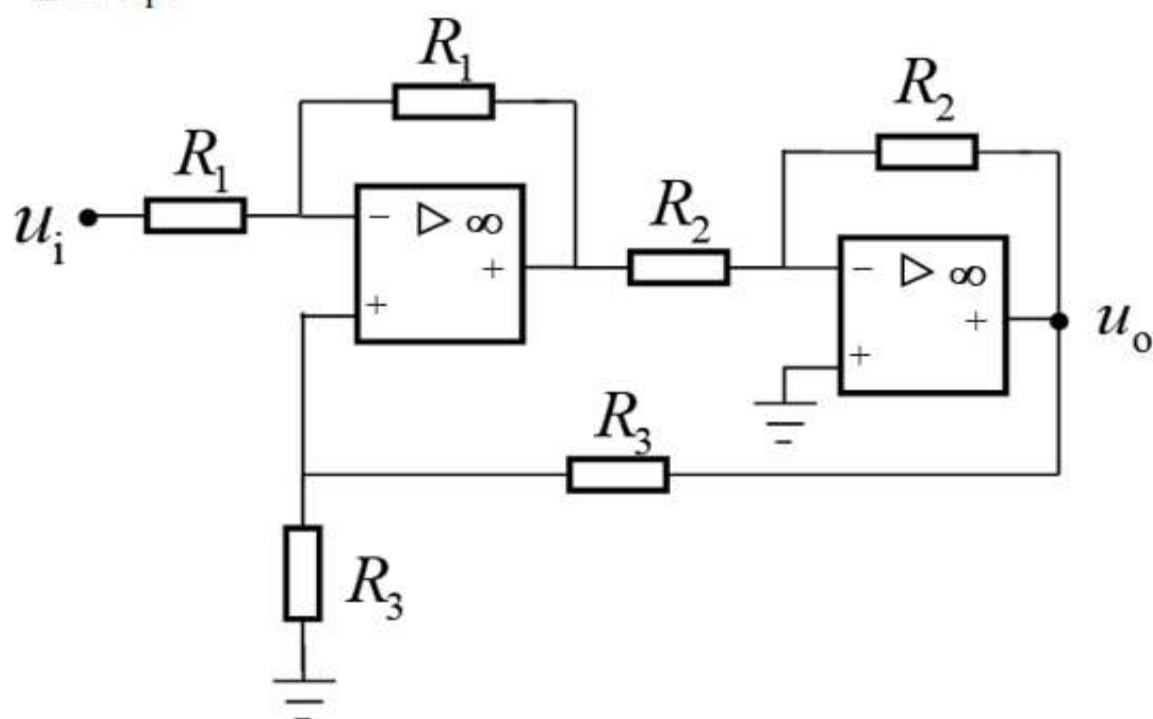 R₁
R₂
R₁
uᵢ
− ▷ ∞
+
+
R₂
− ▷ ∞
+
+
uₒ
R₃
R₃